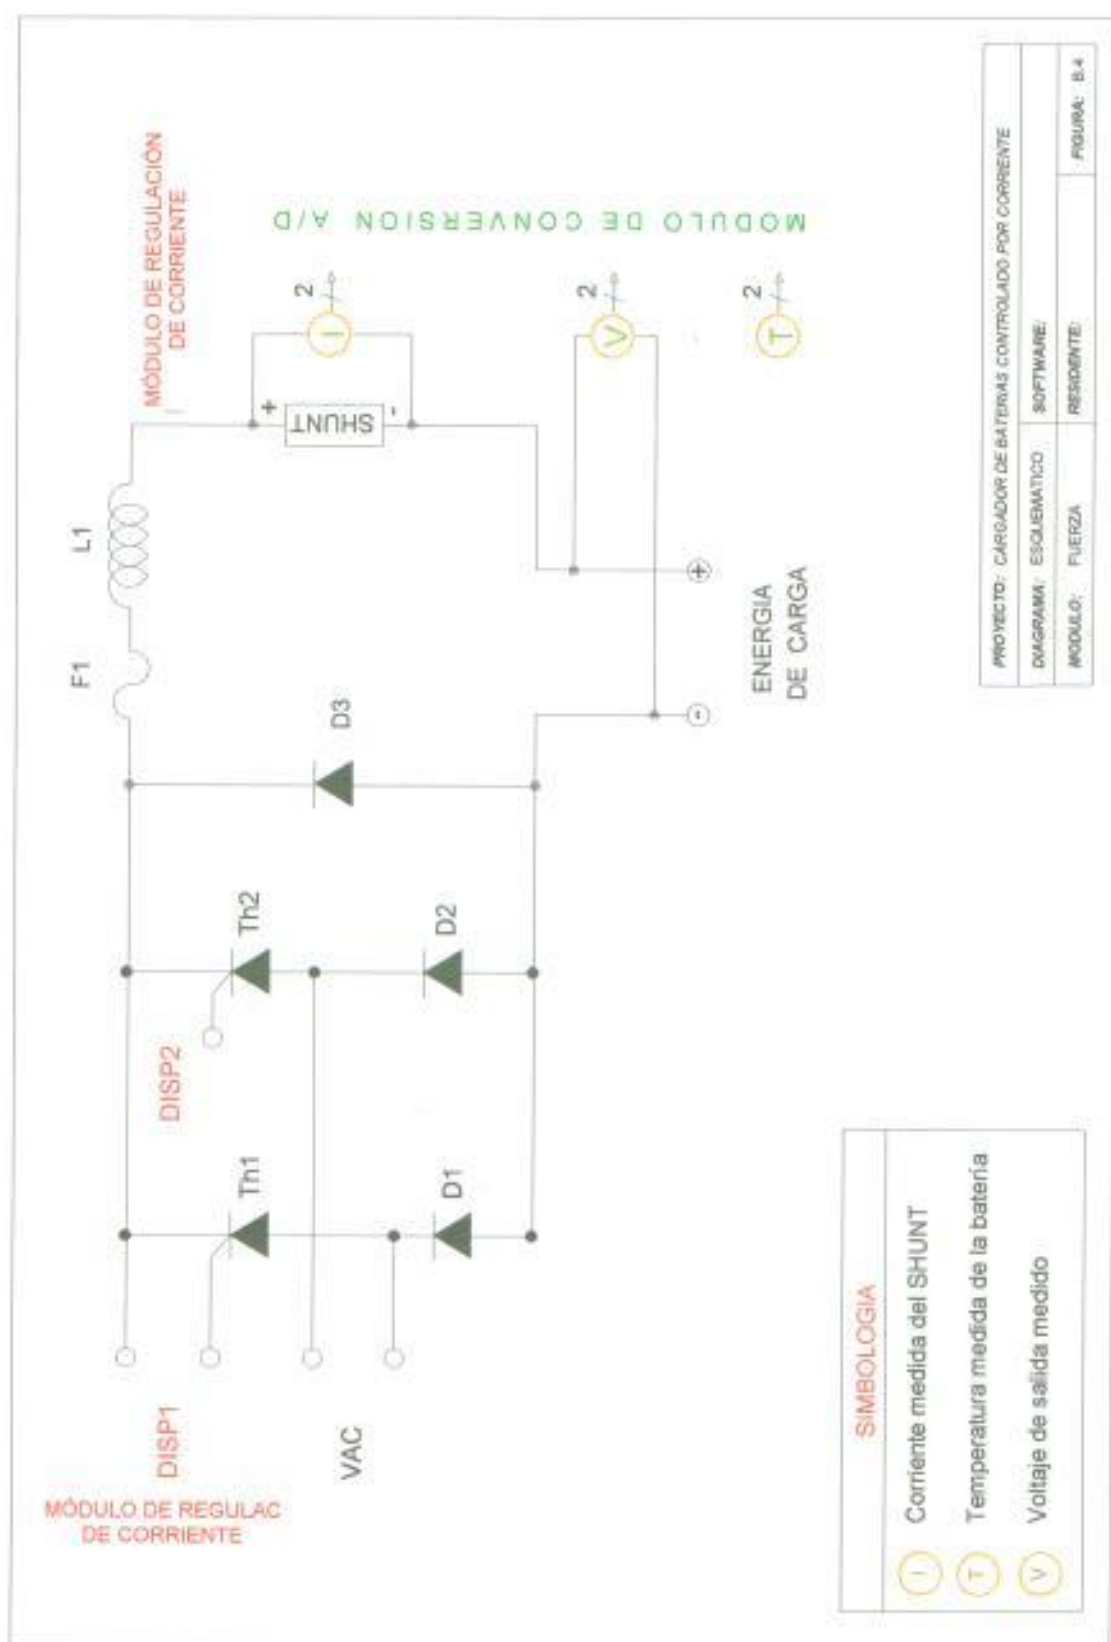 MÓDULO DE REGULACIÓN
DE CORRIENTE
F1
L1
+
SHUNT
-
I
2
V
2
T
2
MODULO DE CONVERSION A/D
DISP1
MÓDULO DE REGULAC
DE CORRIENTE
VAC
DISP2
Th1
Th2
D1
D2
D3
-
+
ENERGIA
DE CARGA
SIMBOLOGIA
I Corriente medida del SHUNT
T Temperatura medida de la batería
V Voltaje de salida medido
PROYECTO: CARGADOR DE BATERIAS CONTROLADO POR CORRIENTE
DIAGRAMA: ESQUEMATICO SOFTWARE:
MODULO: FUERZA RESIDENTE: FIGURA: B.4